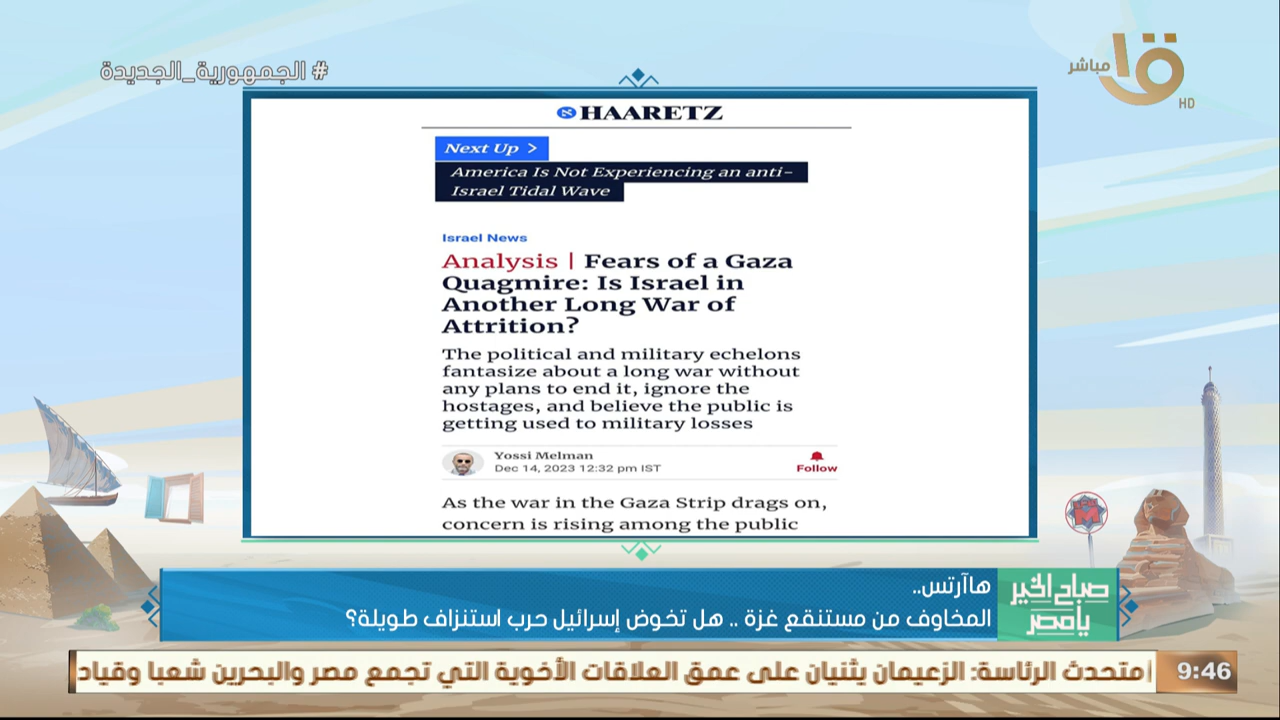 # الجمهورية_الجديدة
مباشر
HD
HAARETZ
Next Up >
America Is Not Experiencing an anti-
Israel Tidal Wave
Israel News
Analysis | Fears of a Gaza
Quagmire: Is Israel in
Another Long War of
Attrition?
The political and military echelons
fantasize about a long war without
any plans to end it, ignore the
hostages, and believe the public is
getting used to military losses
Yossi Melman
Dec 14, 2023 12:32 pm IST
Follow
As the war in the Gaza Strip drags on,
concern is rising among the public
M
صباح الخير
يا مصر
هاآرتس..
المخاوف من مستنقع غزة .. هل تخوض إسرائيل حرب استنزاف طويلة؟
9:46
متحدث الرئاسة: الزعيمان يثنيان على عمق العلاقات الأخوية التي تجمع مصر والبحرين شعبا وقياد